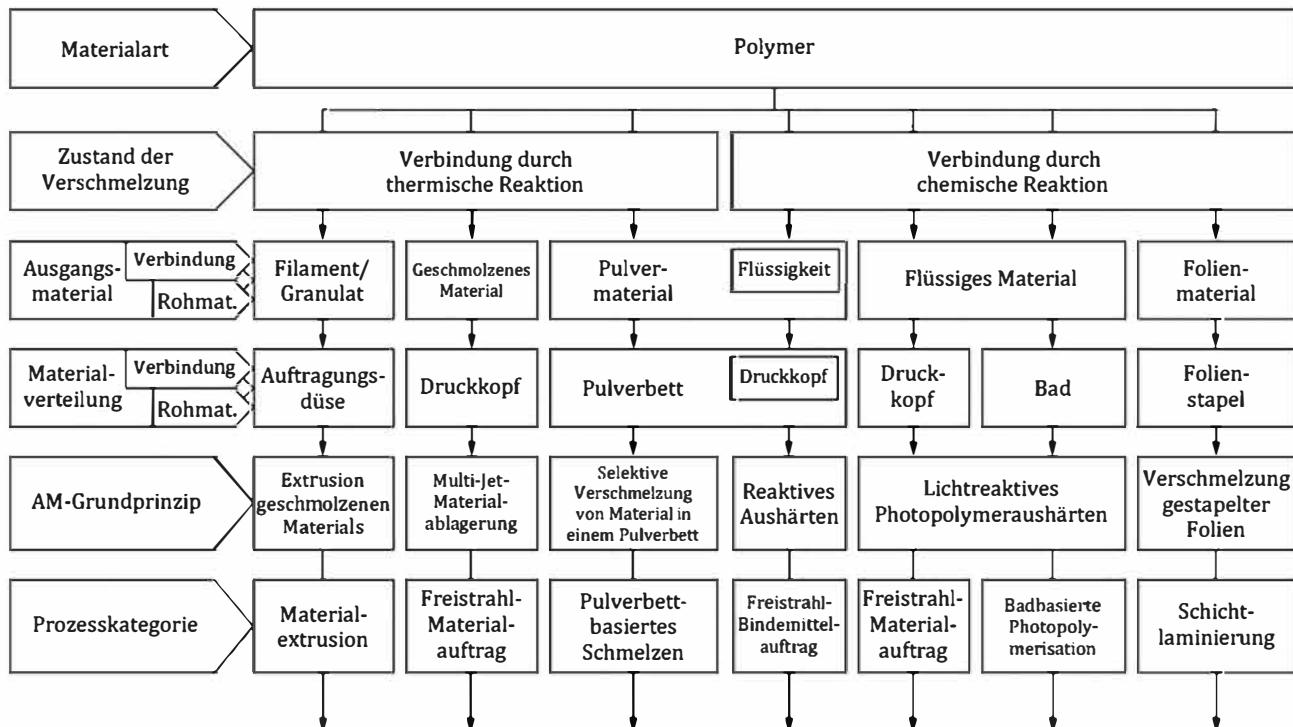 Materialart
Polymer
Zustand der
Verschmelzung
Verbindung durch
thermische Reaktion
Verbindung durch
chemische Reaktion
Ausgangs-
material
Verbindung
Rohmat.
Filament/
Granulat
Geschmolzenes
Material
Pulver-
material
Flüssigkeit
Flüssiges Material
Folien-
material
Material-
verteilung
Verbindung
Rohmat.
Auftragungs-
düse
Druckkopf
Pulverbett
Druckkopf
Druck-
kopf
Bad
Folien-
stapel
AM-Grundprinzip
Extrusion
geschmolzenen
Materials
Multi-Jet-
Material-
ablagerung
Selektive
Verschmelzung
von Material in
einem Pulverbett
Reaktives
Aushärten
Lichtreaktives
Photopolymeraushärten
Verschmelzung
gestapelter
Folien
Prozesskategorie
Material-
extrusion
Freistrahl-
Material-
auftrag
Pulverbett-
basiertes
Schmelzen
Freistrahl-
Bindemittel-
auftrag
Freistrahl-
Material-
auftrag
Badbasierte
Photopoly-
merisation
Schicht-
laminierung